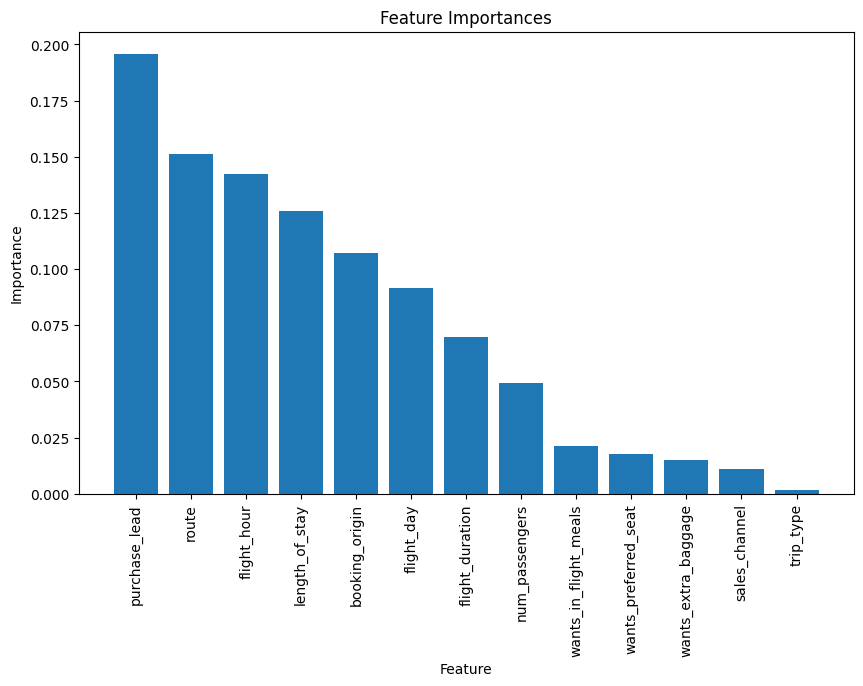 Feature Importances
Importance
0.200
0.175
0.150
0.125
0.100
0.075
0.050
0.025
0.000
purchase_lead
route
flight_hour
length_of_stay
booking_origin
flight_day
flight_duration
num_passengers
wants_in_flight_meals
wants_preferred_seat
wants_extra_baggage
sales_channel
trip_type
Feature